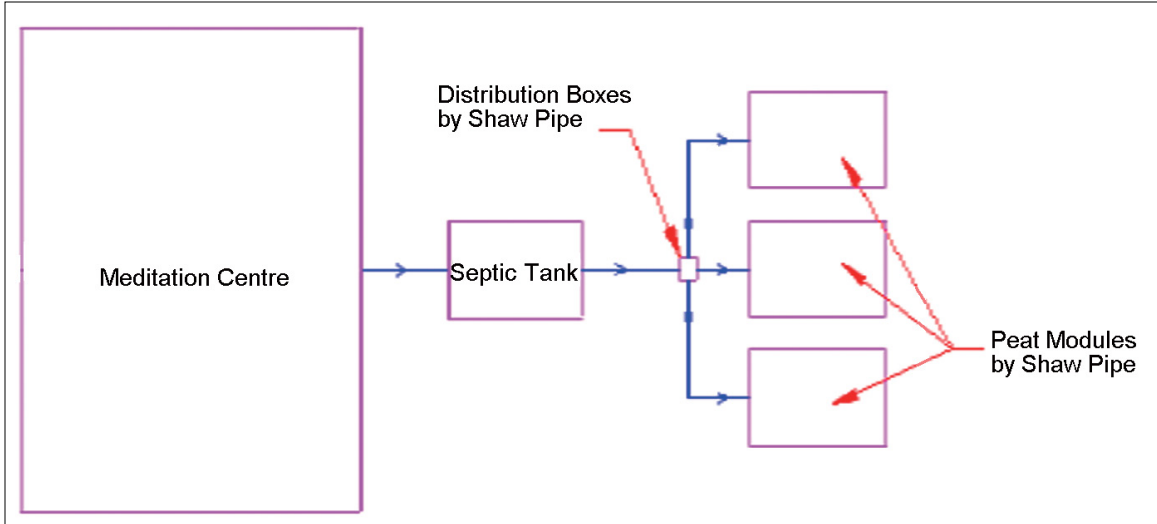 Distribution Boxes
by Shaw Pipe
Meditation Centre
Septic Tank
Peat Modules
by Shaw Pipe